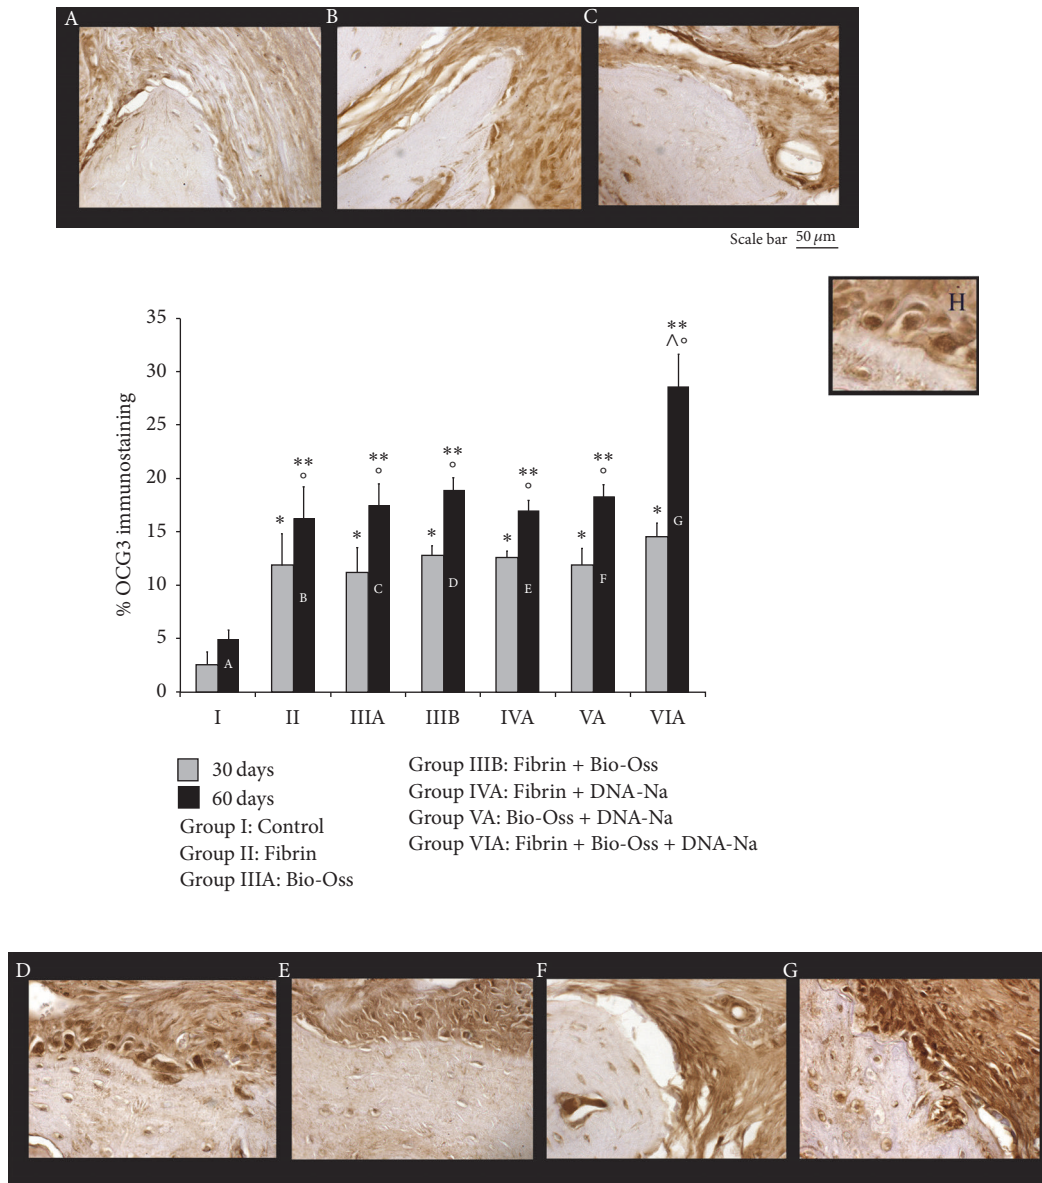 A B C
Scale bar 50 μm
H
% OCG3 immunostaining
35
30
25
20
15
10
5
0
**
^°
**
°
**
°
**
°
**
°
**
°
*
*
*
*
*
*
A B C D E F G
I II IIIA IIIB IVA VA VIA
30 days
60 days
Group I: Control
Group II: Fibrin
Group IIIA: Bio-Oss
Group IIIB: Fibrin + Bio-Oss
Group IVA: Fibrin + DNA-Na
Group VA: Bio-Oss + DNA-Na
Group VIA: Fibrin + Bio-Oss + DNA-Na
D E F G